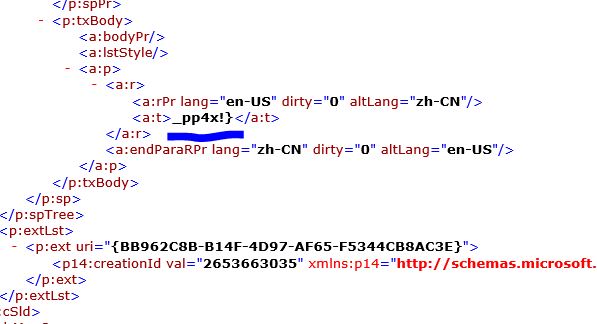 </p:spPr>
- <p:txBody>
<a:bodyPr/>
<a:lstStyle/>
- <a:p>
- <a:r>
<a:rPr lang="en-US" dirty="0" altLang="zh-CN"/>
<a:t>_pp4x!}</a:t>
</a:r>
<a:endParaRPr lang="zh-CN" dirty="0" altLang="en-US"/>
</a:p>
</p:txBody>
</p:sp>
</p:spTree>
<p:extLst>
- <p:ext uri="{BB962C8B-B14F-4D97-AF65-F5344CB8AC3E}">
<p14:creationId val="2653663035" xmlns:p14="http://schemas.microsoft.
</p:ext>
</p:extLst>
:cSld>